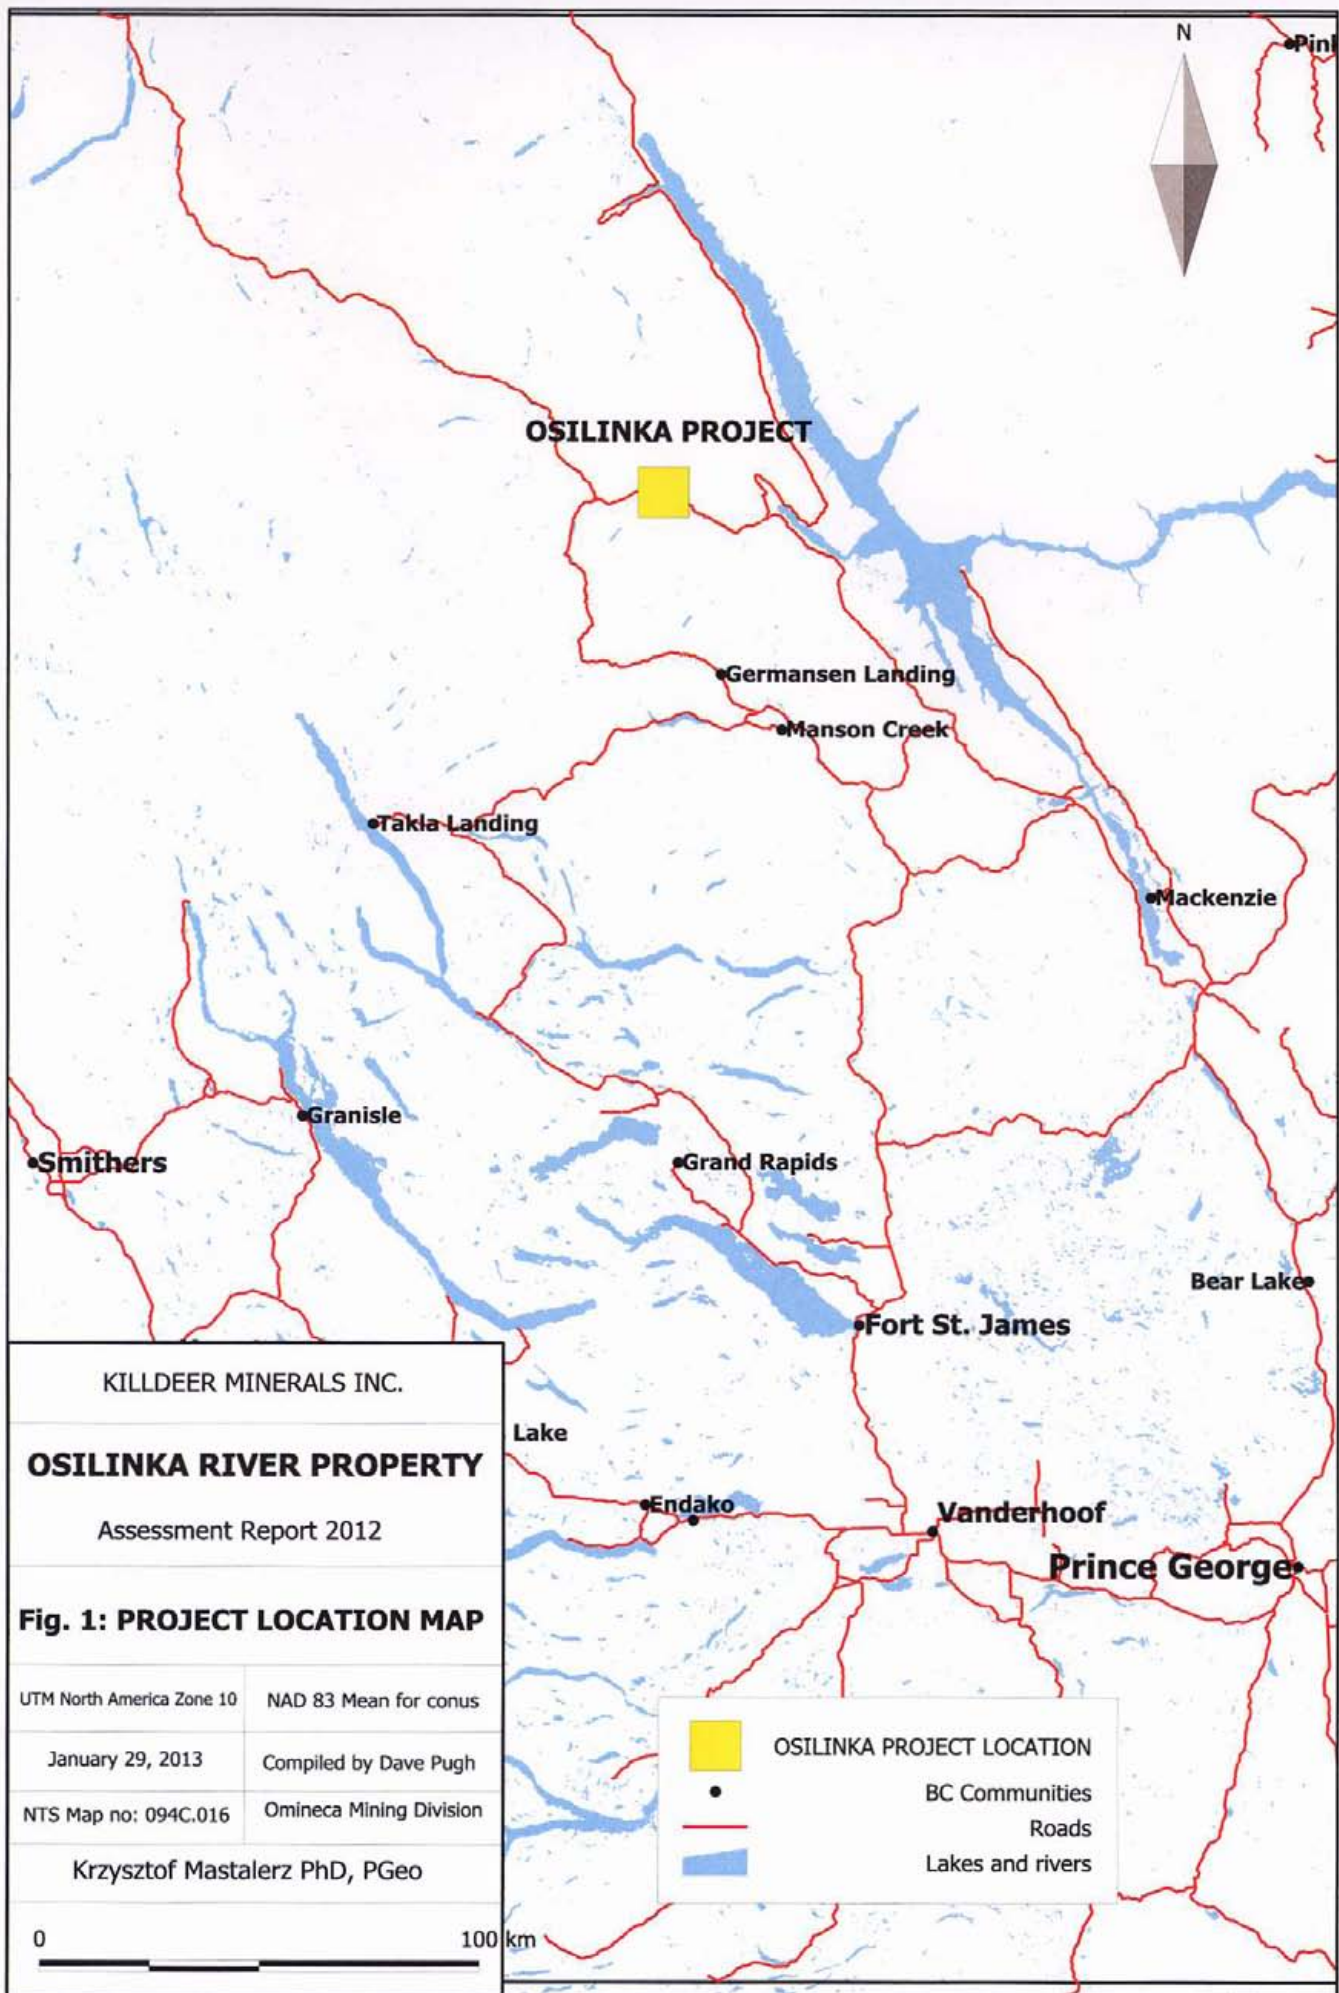 N
Pin
OSILINKA PROJECT
Germansen Landing
Manson Creek
Takla Landing
Mackenzie
Granisle
Smithers
Grand Rapids
Bear Lake
Fort St. James
Lake
Endako
Vanderhoof
Prince George
KILLDEER MINERALS INC.
OSILINKA RIVER PROPERTY
Assessment Report 2012
Fig. 1: PROJECT LOCATION MAP
UTM North America Zone 10
NAD 83 Mean for conus
January 29, 2013
Compiled by Dave Pugh
NTS Map no: 094C.016
Omineca Mining Division
Krzysztof Mastalerz PhD, PGeo
0 100 km
OSILINKA PROJECT LOCATION
BC Communities
Roads
Lakes and rivers